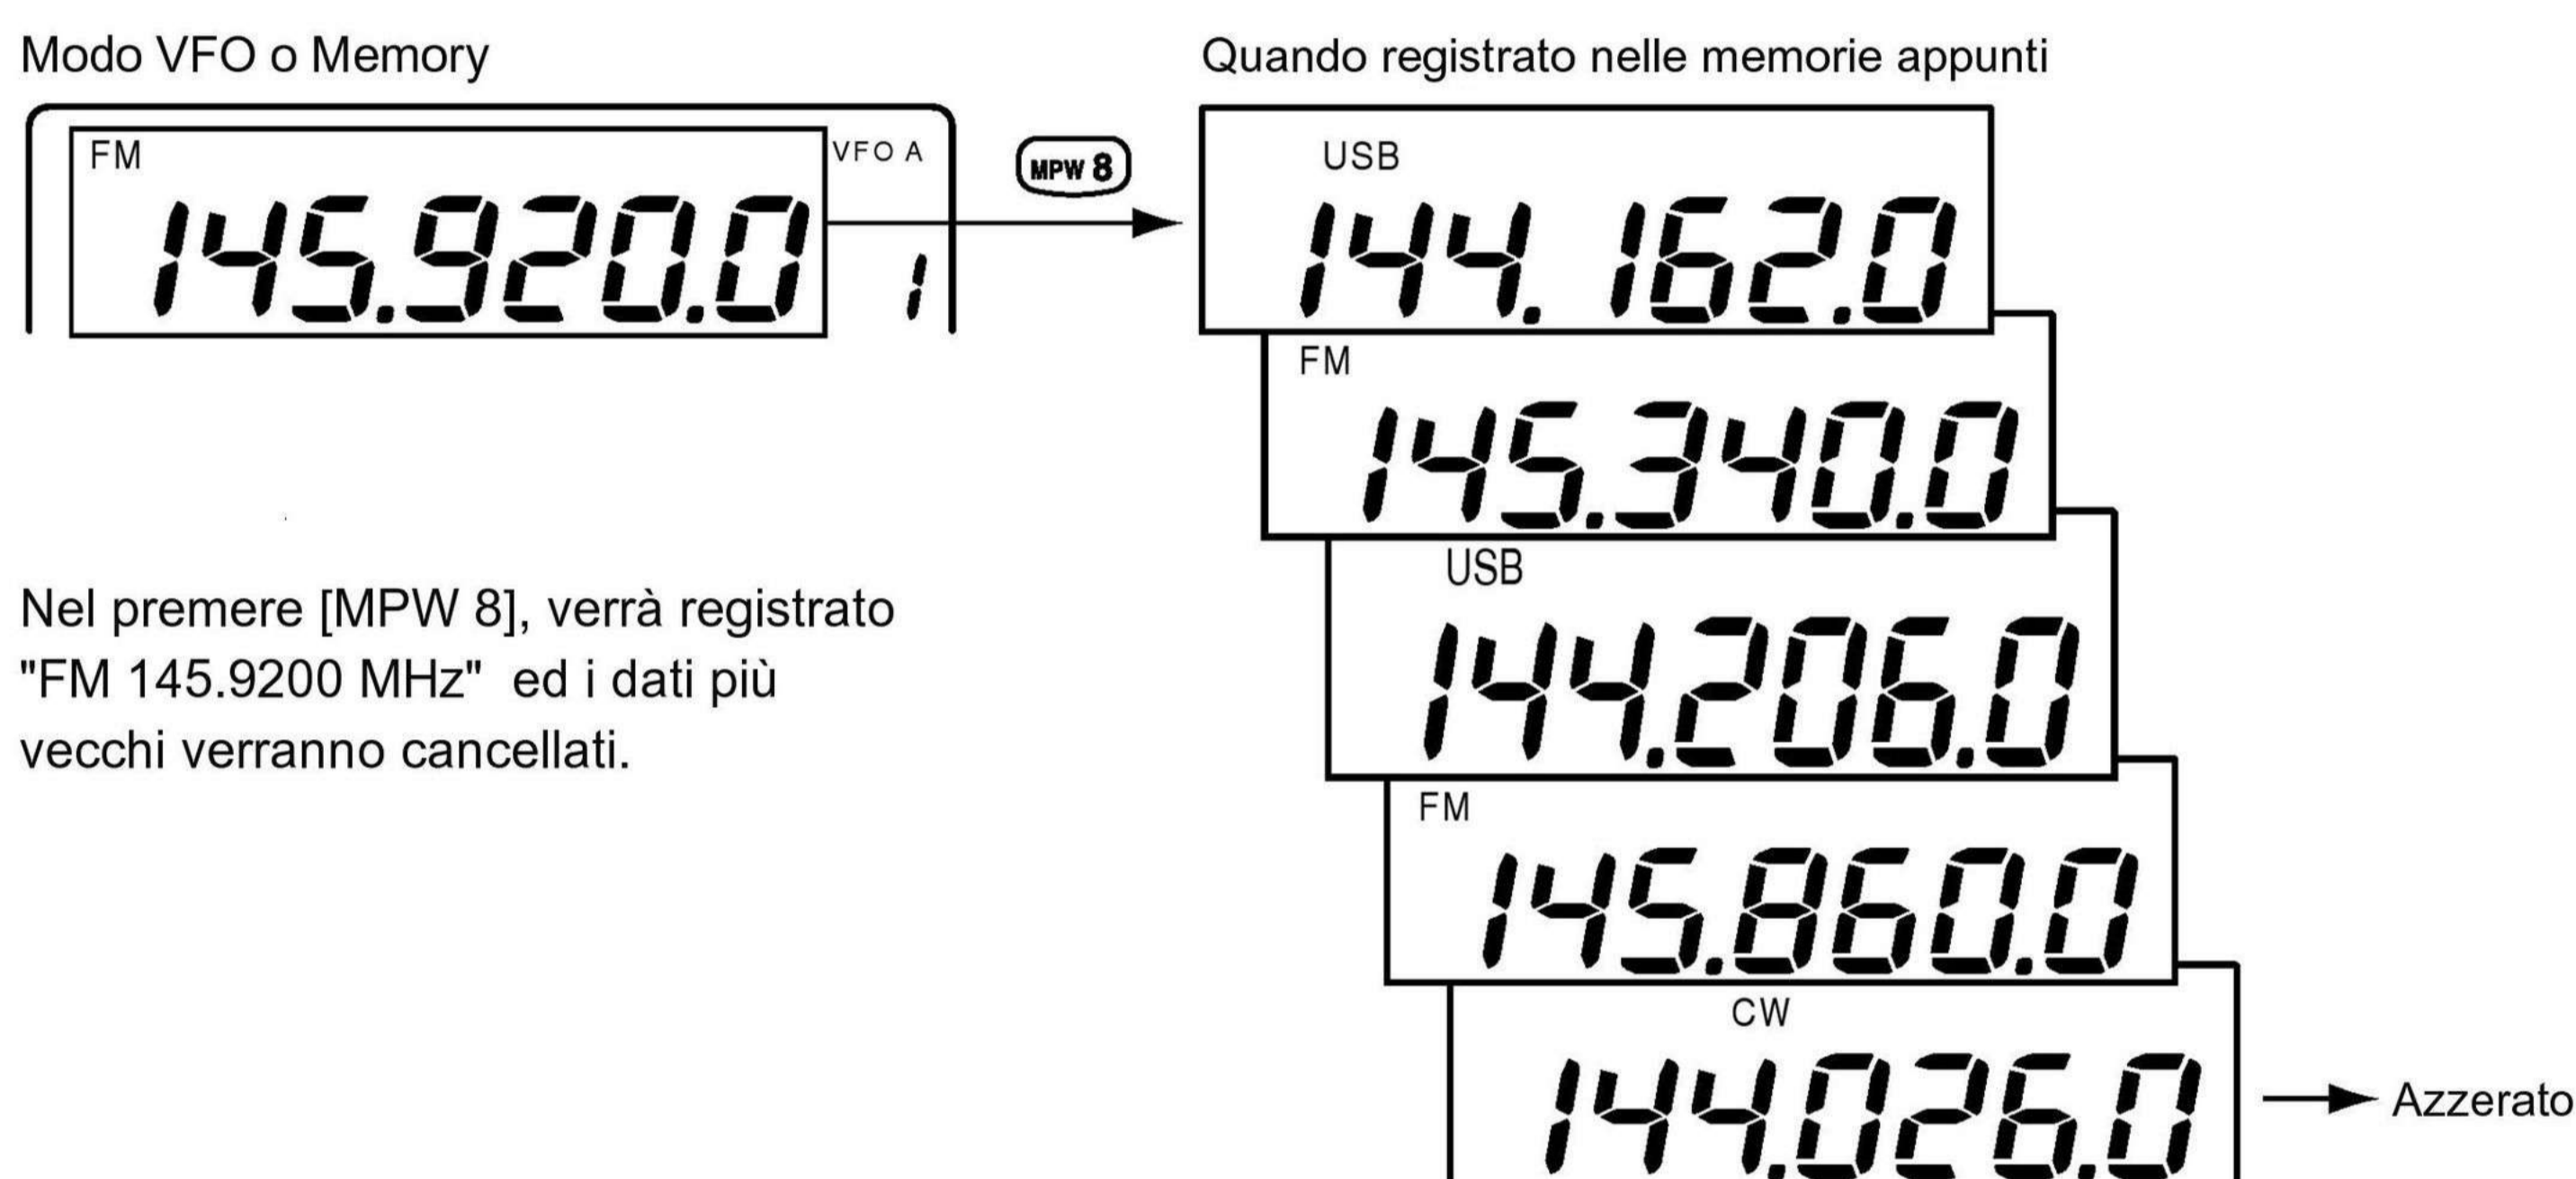 Modo VFO o Memory
FM
VFO A
145.920.0
1
MPW 8
Nel premere [MPW 8], verrà registrato
"FM 145.9200 MHz" ed i dati più
vecchi verranno cancellati.
Quando registrato nelle memorie appunti
USB
144.162.0
FM
145.340.0
USB
144.206.0
FM
145.860.0
CW
144.026.0
Azzerato